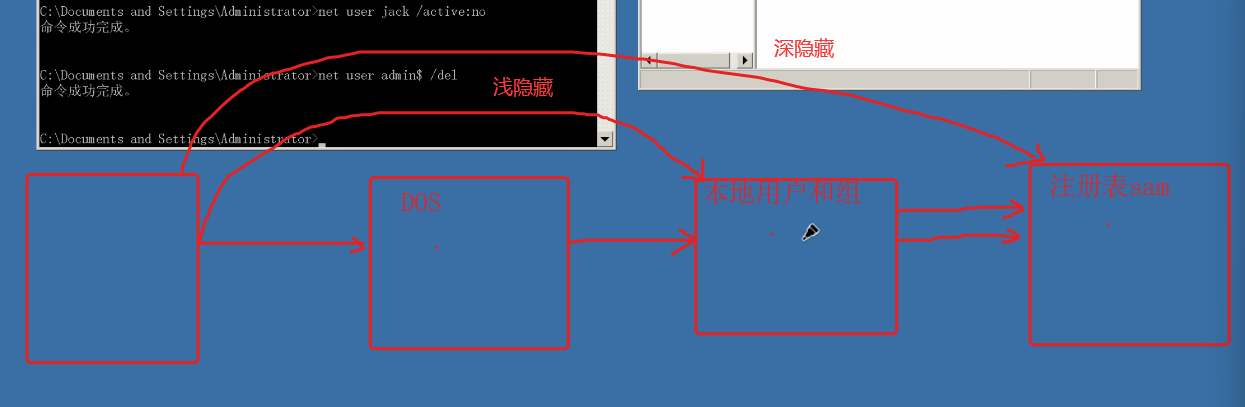 C:\Documents and Settings\Administrator>net user jack /active:no
命令成功完成。
C:\Documents and Settings\Administrator>net user admin$ /del
命令成功完成。
C:\Documents and Settings\Administrator>
深隐藏
浅隐藏
DOS
本地用户和组
注册表sam